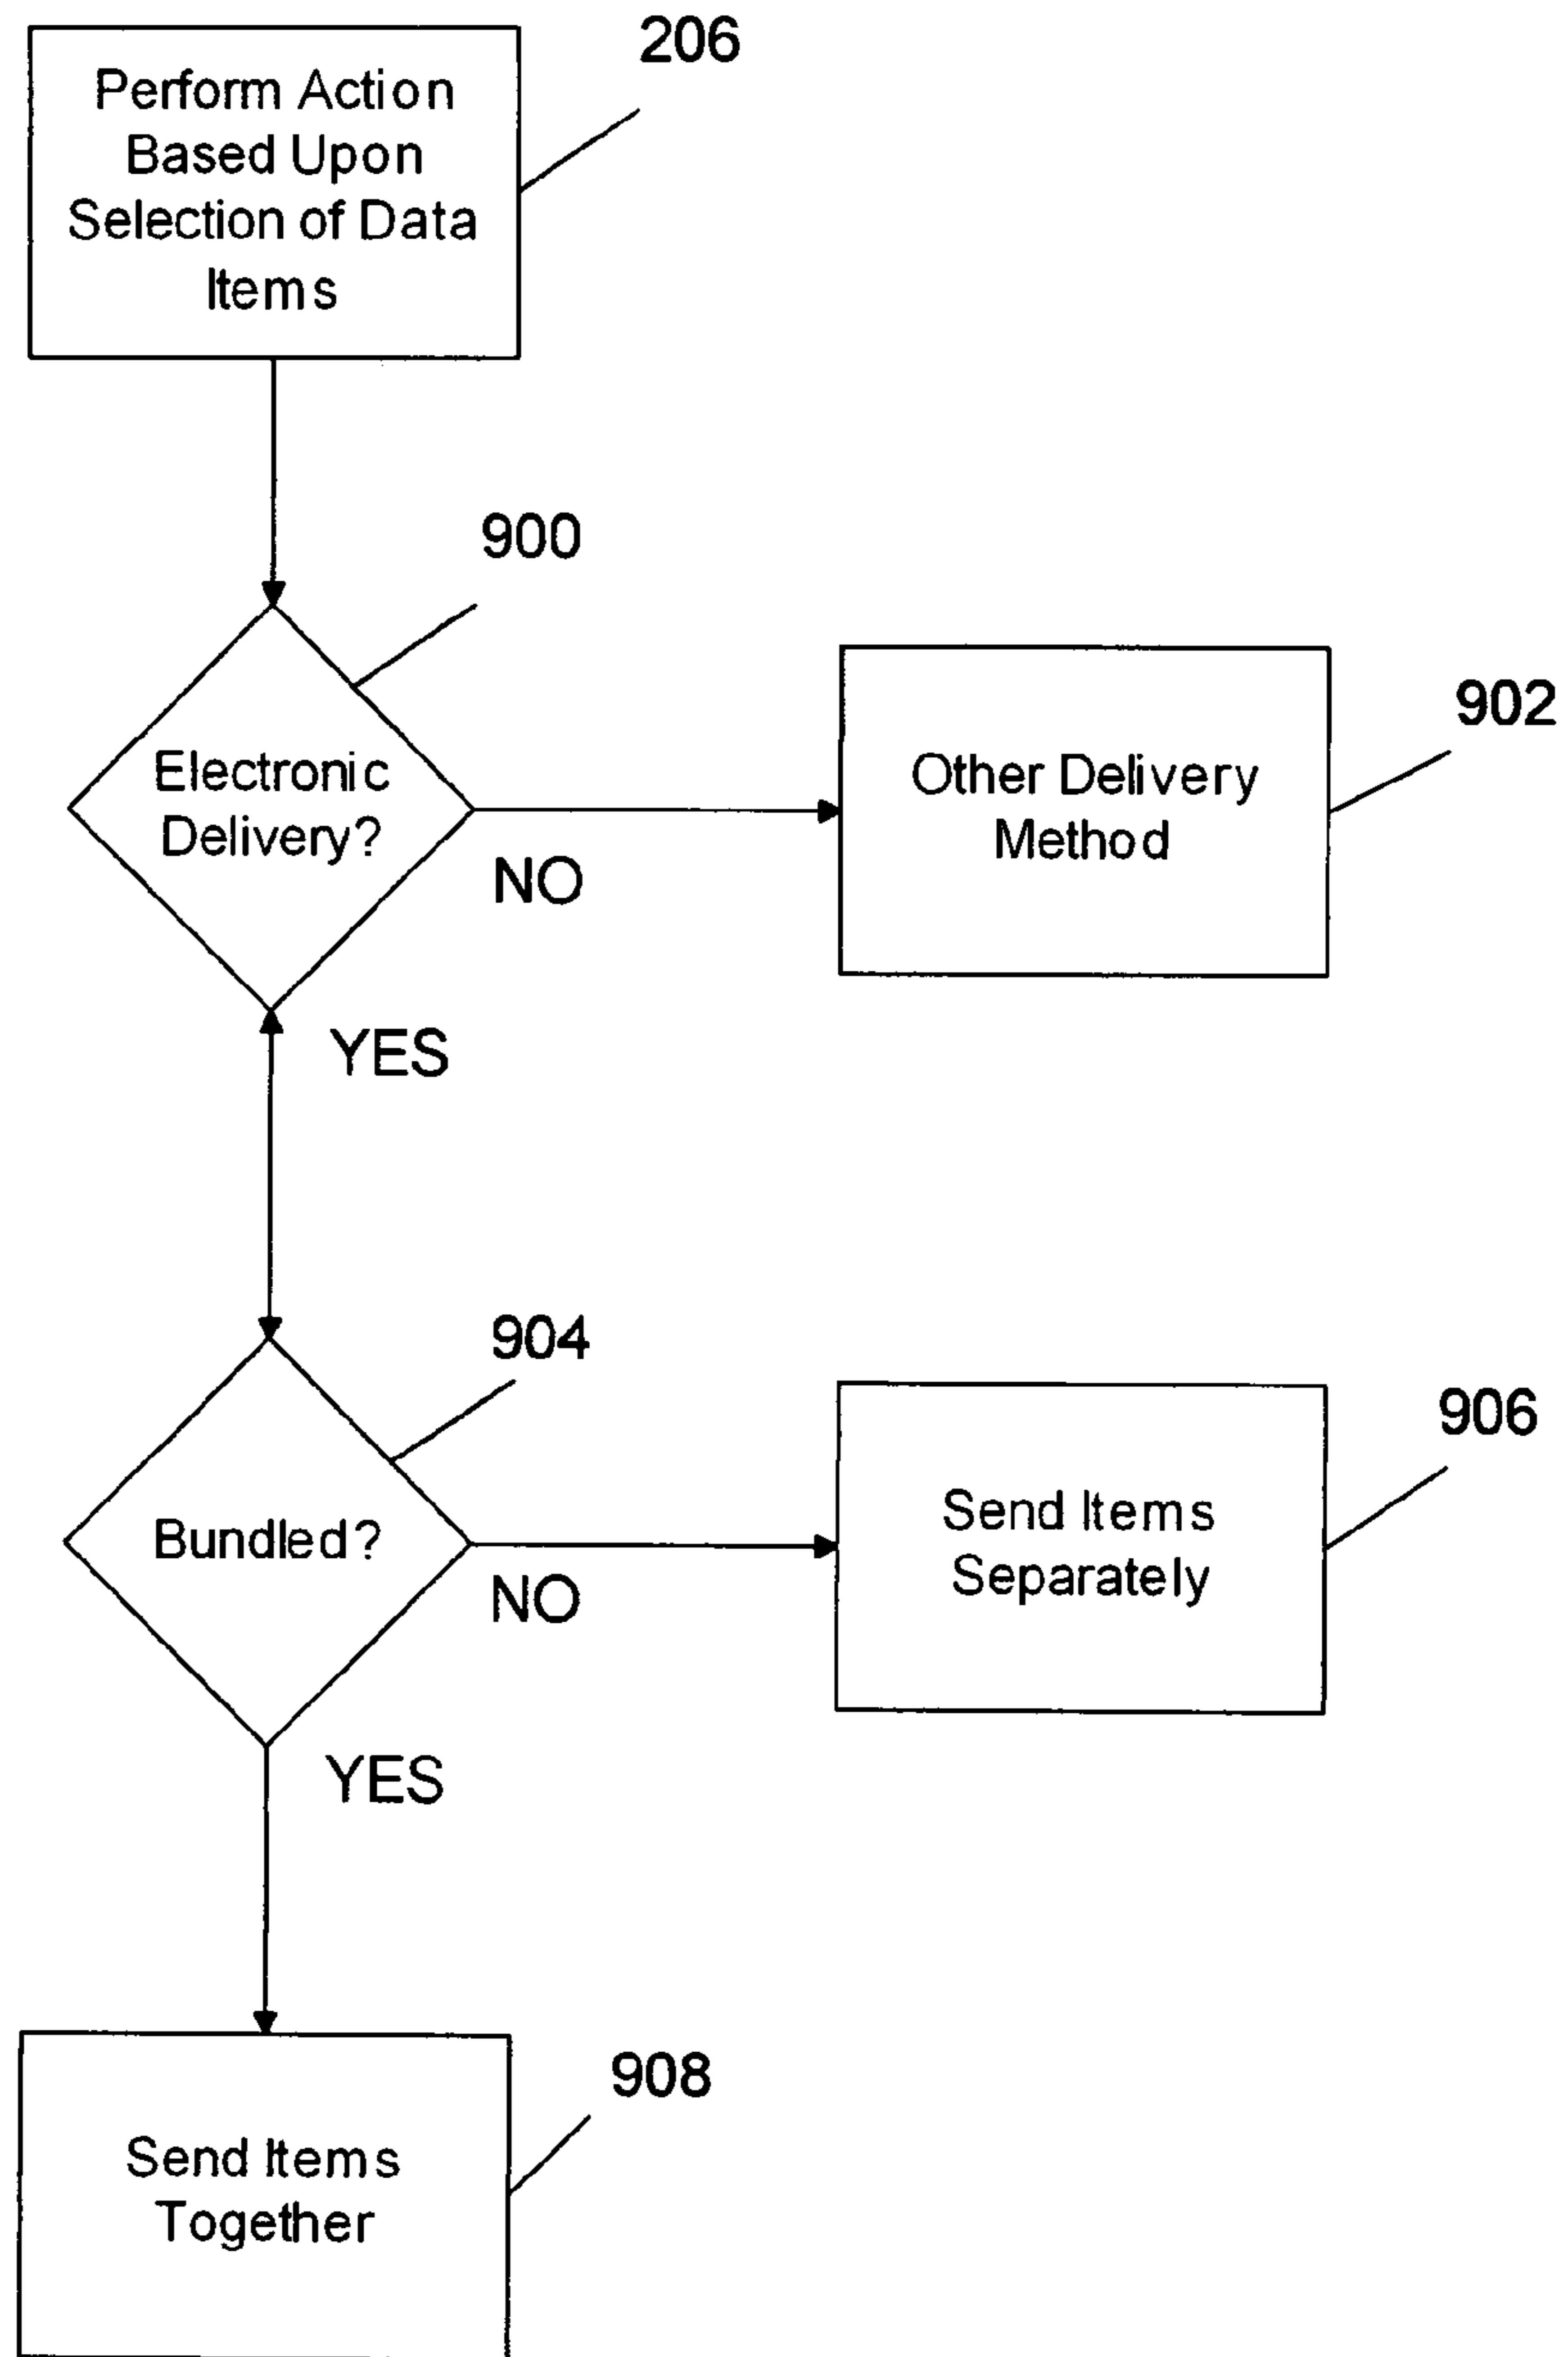 206
Perform Action
Based Upon
Selection of Data
Items
900
Electronic
Delivery?
NO
902
Other Delivery
Method
YES
904
Bundled?
NO
906
Send Items
Separately
YES
908
Send Items
Together